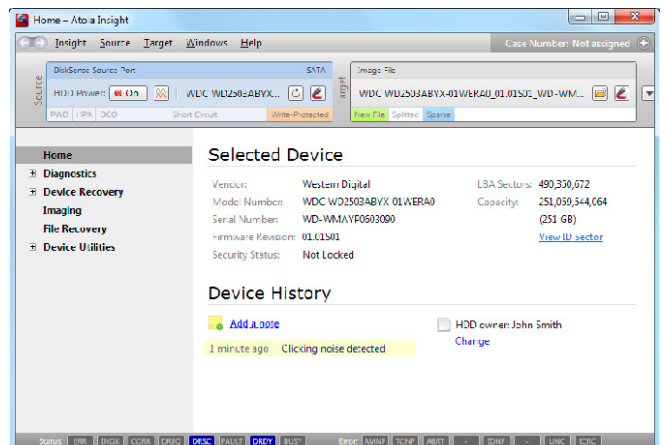 Home – Atola Insight
Insight Source Target Windows Help
Case Number: Not assigned
Source
DiskSense Source Port SATA
HDD Power: On WDC WD2503ABYX...
PWD HPA DCO Short Circuit Write-Protected
Target
Image File
WDC WD2503ABYX-01WERA0_01.01S01_WD-WM...
New File Splitted Sparse
Home
Diagnostics
Device Recovery
Imaging
File Recovery
Device Utilities
Selected Device
Vendor: Western Digital
Model Number: WDC WD2503ABYX-01WERA0
Serial Number: WD-WMAYP0603090
Firmware Revision: 01.01S01
Security Status: Not Locked
LBA Sectors: 490,350,672
Capacity: 251,059,544,064
(251 GB)
View ID Sector
Device History
Add a note
1 minute ago Clicking noise detected
HDD owner: John Smith
Change
Status: ERR INDX CORR DREQ DRSC FAULT DRDY BUSY Error: AMNF T0NF ABRT - IDNF - UNC ICRC